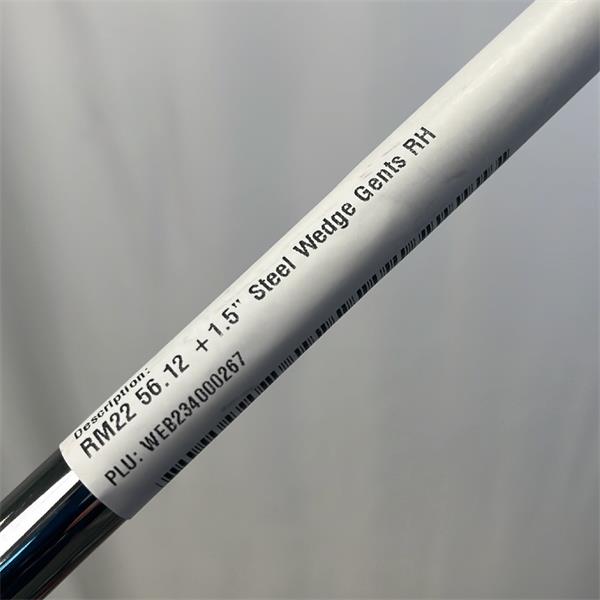 Description:
RM22 56.12 +1.5" Steel Wedge Gents RH
PLU: WEB234000267